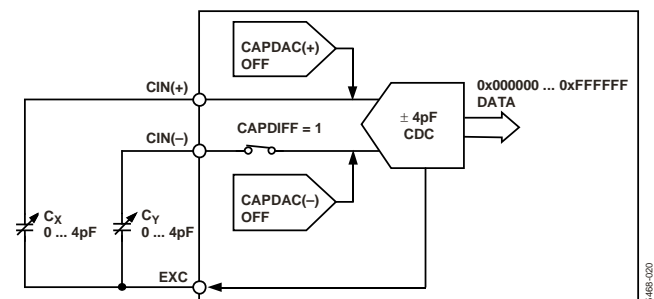 CAPDAC(+)
OFF
CIN(+)
0x000000 ... 0xFFFFFF
DATA
± 4pF
CDC
CIN(–)
CAPDIFF = 1
CAPDAC(–)
OFF
CX
0 ... 4pF
CY
0 ... 4pF
EXC